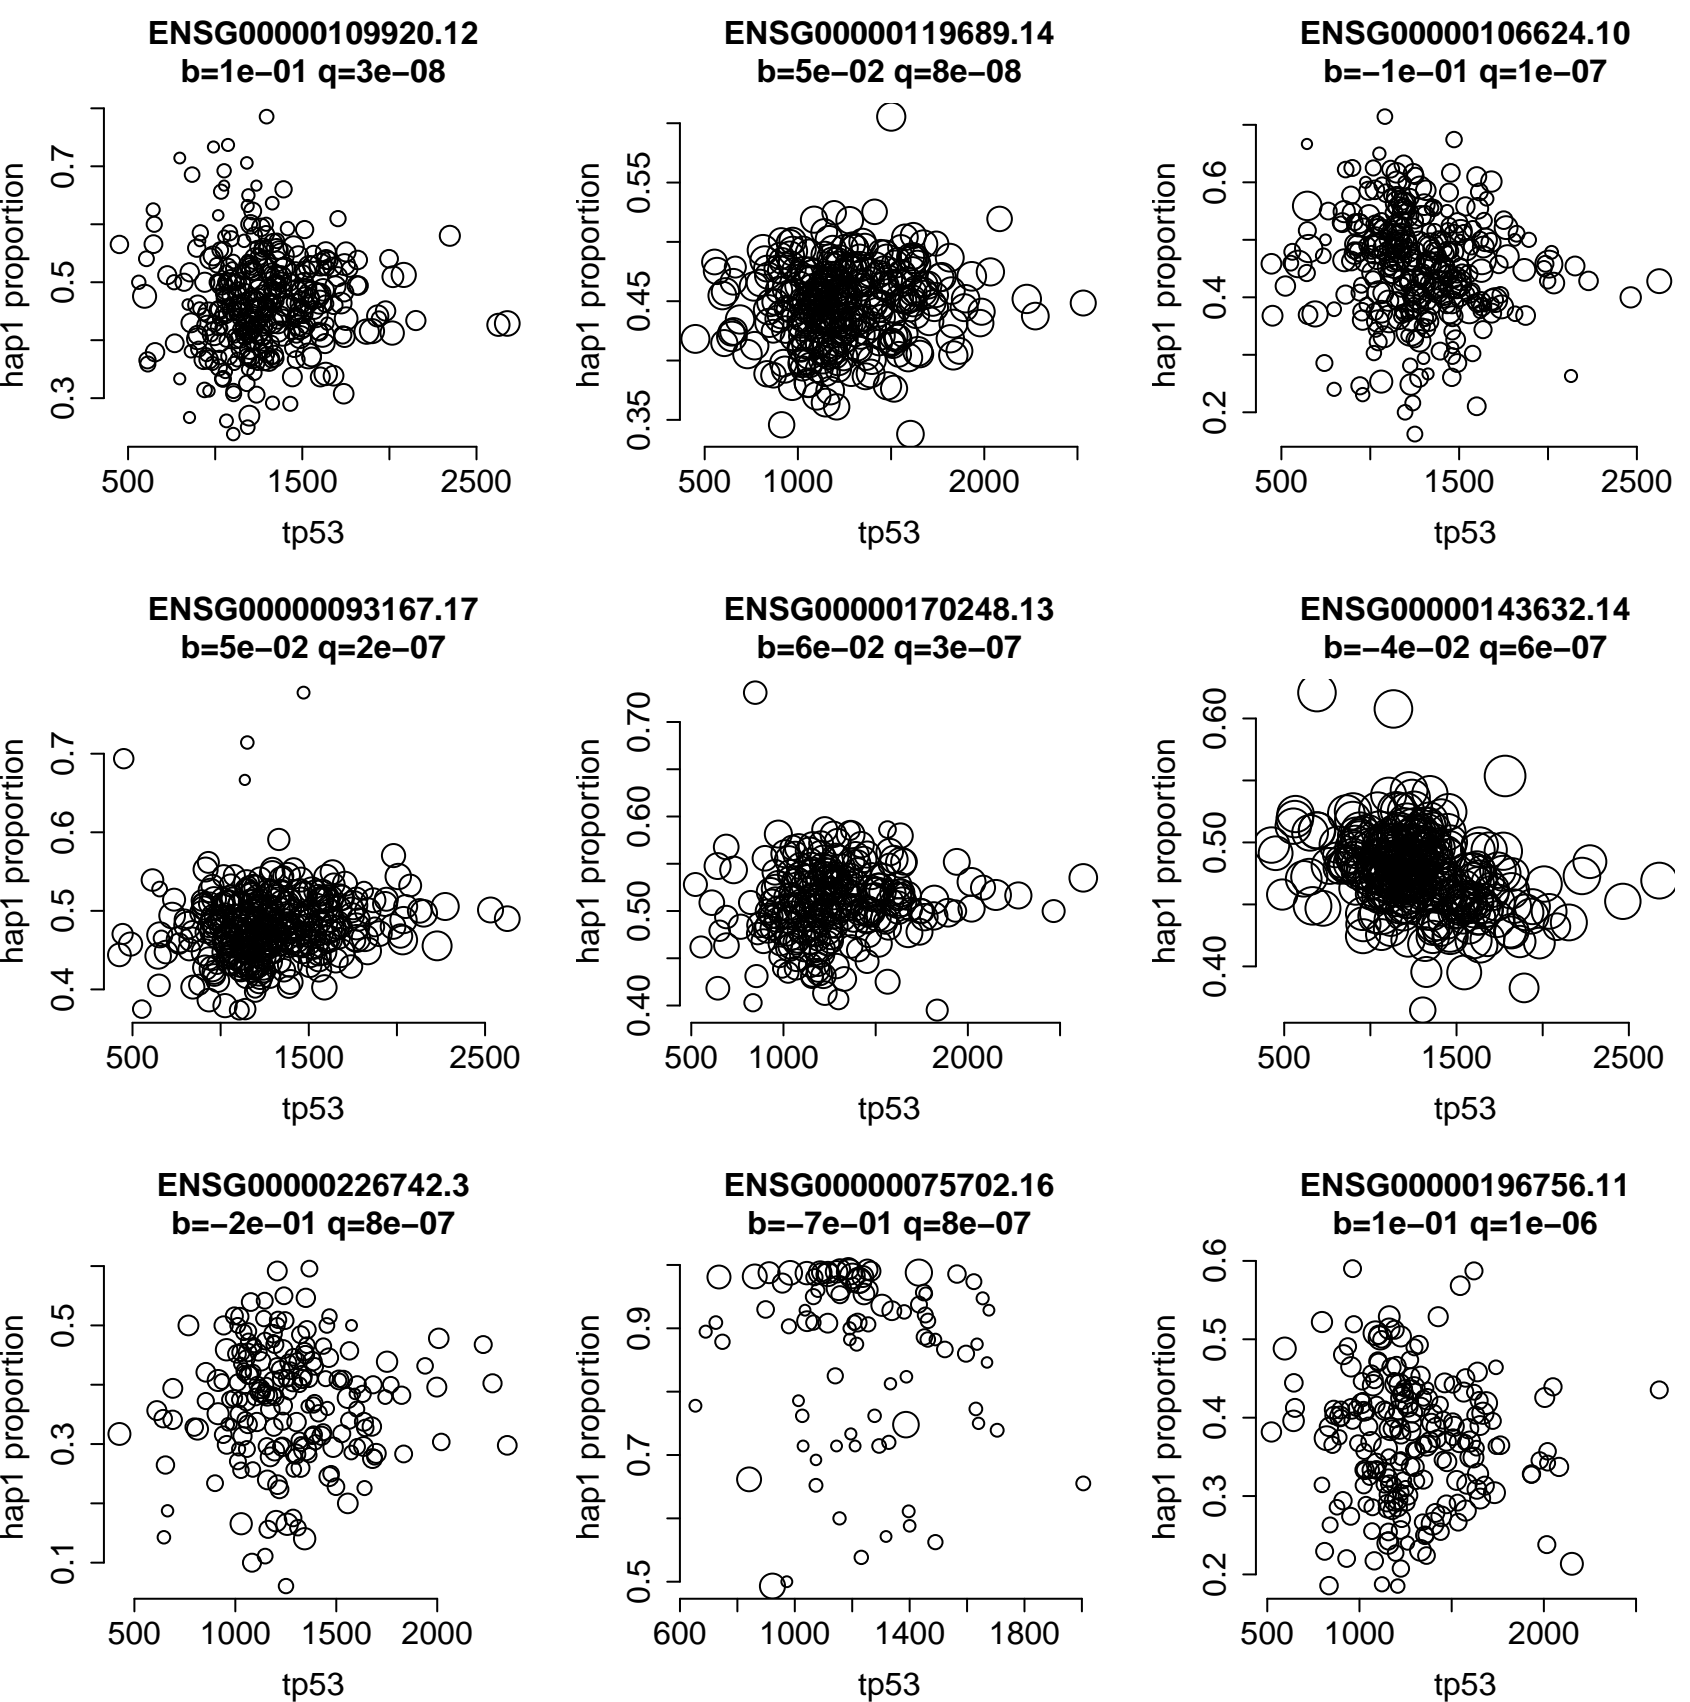 ENSG00000109920.12
b=1e−01 q=3e−08
hap1 proportion
0.3 0.5 0.7
500 1500 2500
tp53
ENSG00000119689.14
b=5e−02 q=8e−08
hap1 proportion
0.35 0.45 0.55
500 1000 2000
tp53
ENSG00000106624.10
b=−1e−01 q=1e−07
hap1 proportion
0.2 0.4 0.6
500 1500 2500
tp53
ENSG00000093167.17
b=5e−02 q=2e−07
hap1 proportion
0.4 0.5 0.6 0.7
500 1500 2500
tp53
ENSG00000170248.13
b=6e−02 q=3e−07
hap1 proportion
0.40 0.50 0.60 0.70
500 1000 2000
tp53
ENSG00000143632.14
b=−4e−02 q=6e−07
hap1 proportion
0.40 0.50 0.60
500 1500 2500
tp53
ENSG00000226742.3
b=−2e−01 q=8e−07
hap1 proportion
0.1 0.3 0.5
500 1000 1500 2000
tp53
ENSG00000075702.16
b=−7e−01 q=8e−07
hap1 proportion
0.5 0.7 0.9
600 1000 1400 1800
tp53
ENSG00000196756.11
b=1e−01 q=1e−06
hap1 proportion
0.2 0.3 0.4 0.5 0.6
500 1000 2000
tp53